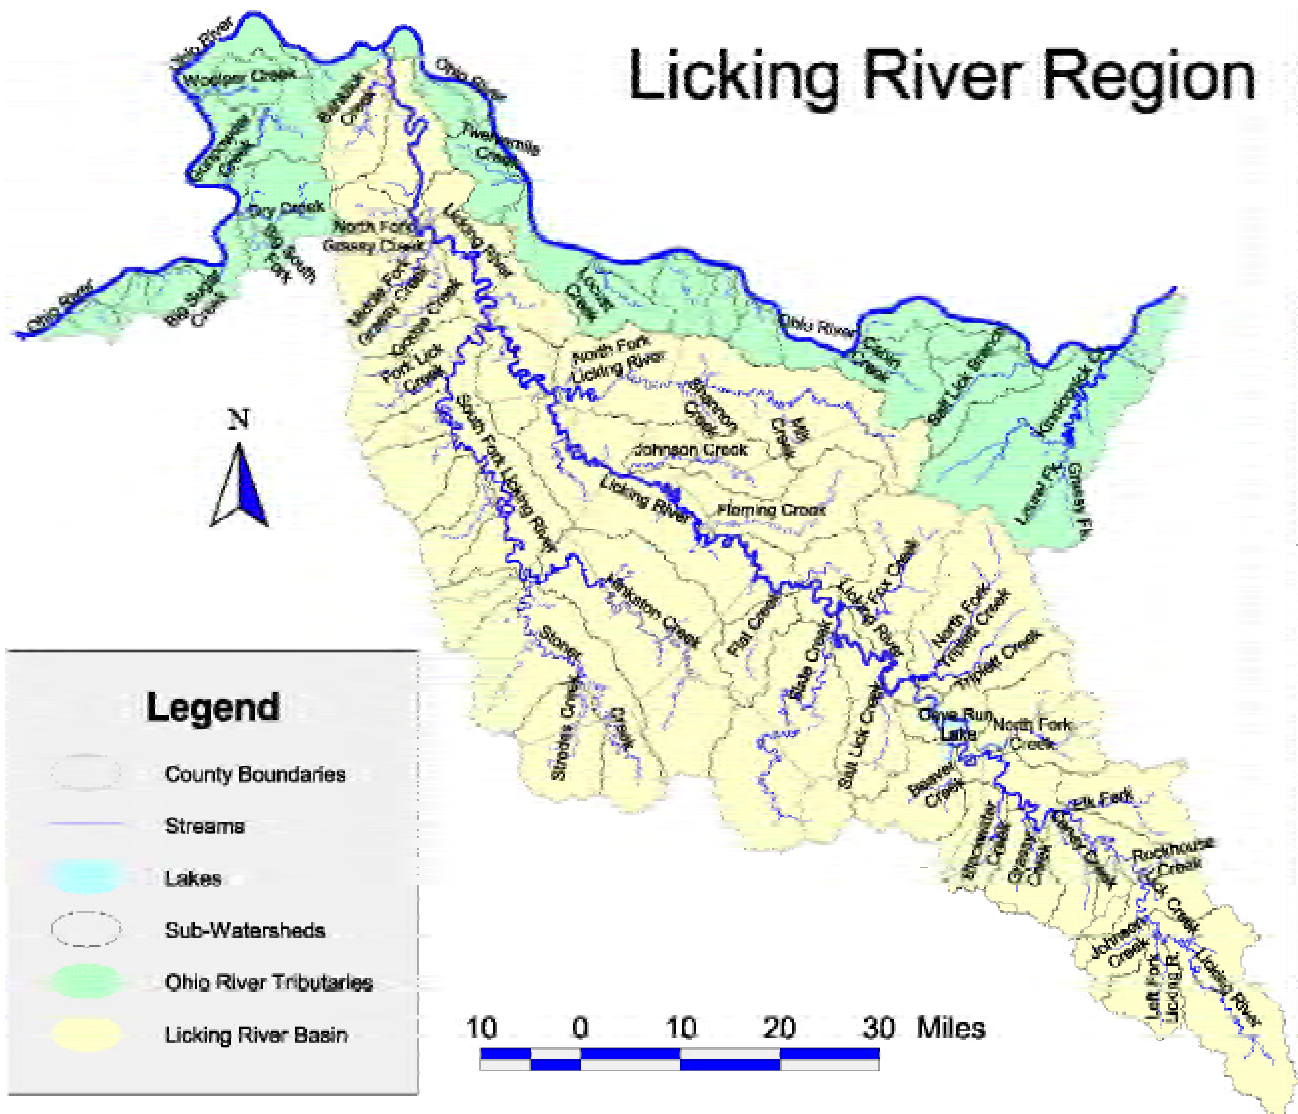 Licking River Region
Ohio River
Woolper Creek
Gunpowder
Creek
Dry Creek
Big South
Fork
Big Sugar
Creek
Ohio River
Creek
Ohio River
Twelvemile
Creek
Licking River
North Fork
Grassy Creek
Middle Fork
Grassy Creek
Goose Creek
Fork Lick
Creek
Locust
Creek
Ohio River
Cabin
Creek
Salt Lick Branch
Kinniconick
Laurel Fk
Grassy Fk
North Fork
Licking River
Shannon
Creek
Mill
Creek
Johnson Creek
Licking River
Fleming Creek
South Fork Licking River
Hinkston Creek
Stoner
Creek
Strodes Creek
Flat Creek
Slate Creek
Salt Lick Creek
Licking River
Fox Creek
North Fork
Triplett Creek
Triplett Creek
Cave Run
Lake
North Fork
Creek
Beaver
Creek
Blackwater
Creek
Grassy
Creek
Elk Fork
Caney Creek
Rockhouse
Creek
Lick Creek
Johnson
Creek
Left Fork
Licking R.
Licking River
N
Legend
County Boundaries
Streams
Lakes
Sub-Watersheds
Ohio River Tributaries
Licking River Basin
10 0 10 20 30 Miles